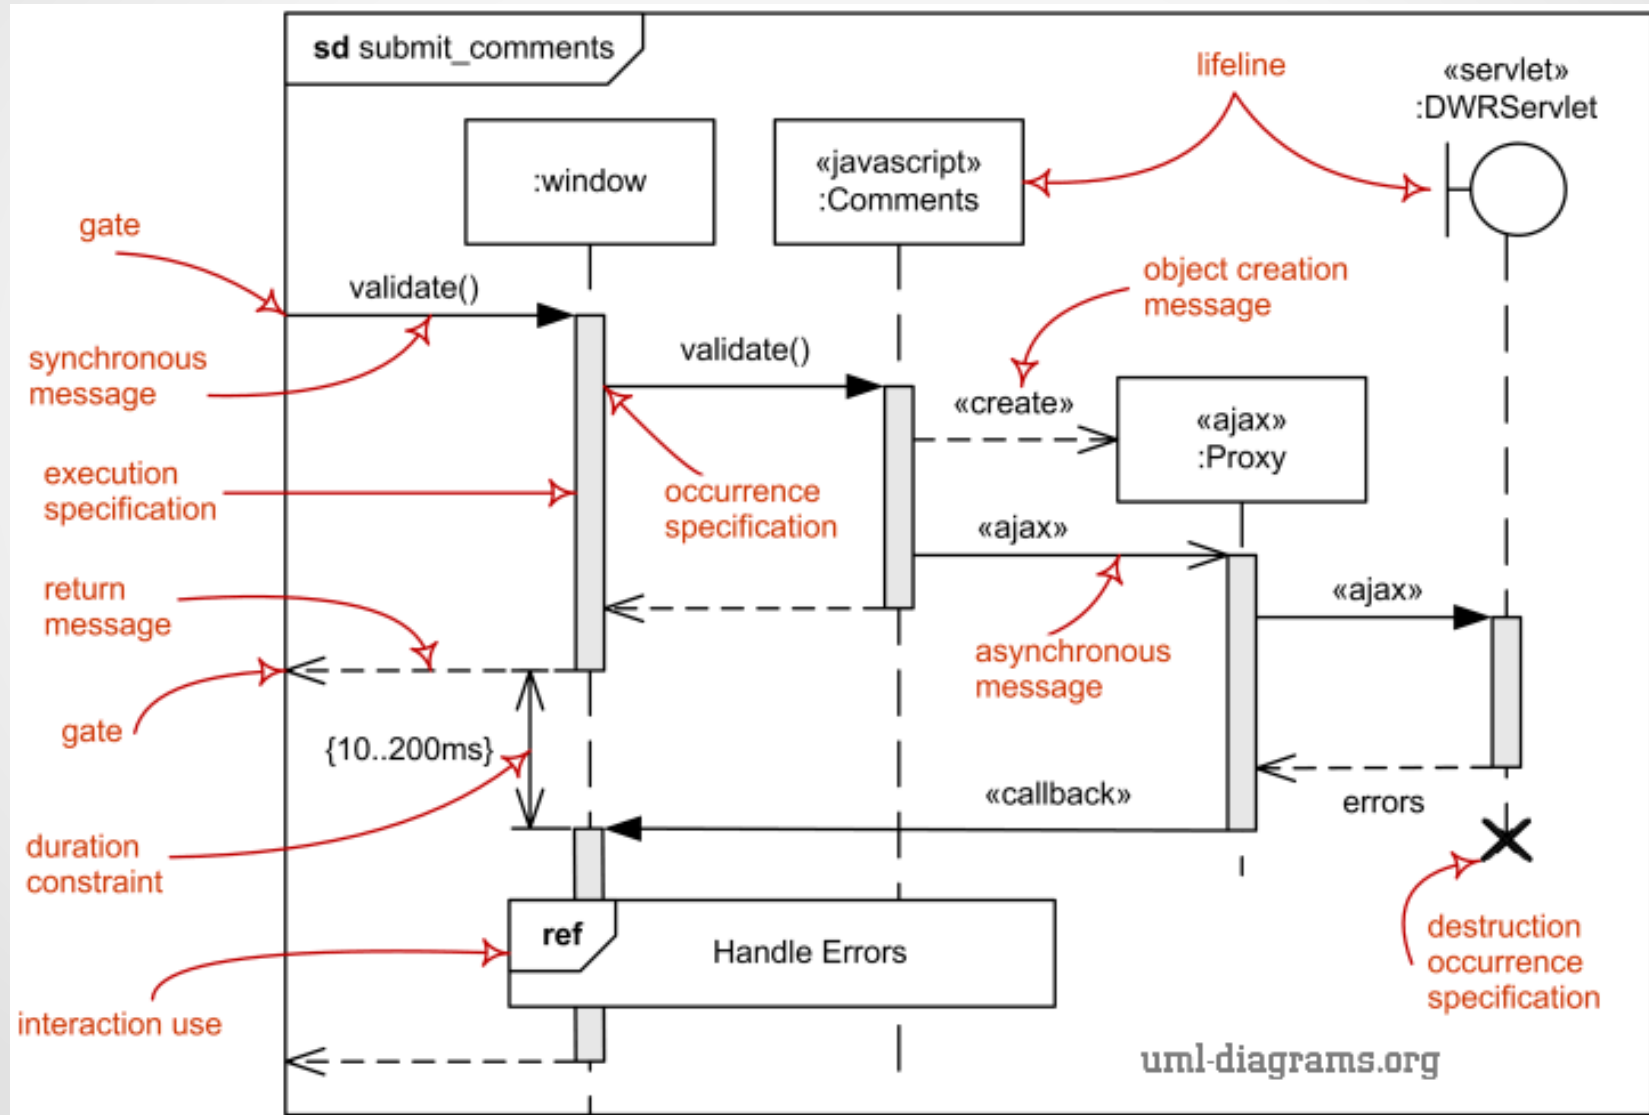 sd submit_comments
lifeline
«servlet»
:DWRServlet
:window
«javascript»
:Comments
gate
validate()
object creation
message
synchronous
message
validate()
«create»
«ajax»
:Proxy
execution
specification
occurrence
specification
«ajax»
return
message
«ajax»
asynchronous
message
gate
{10..200ms}
«callback»
errors
duration
constraint
ref
Handle Errors
destruction
occurrence
specification
interaction use
uml-diagrams.org